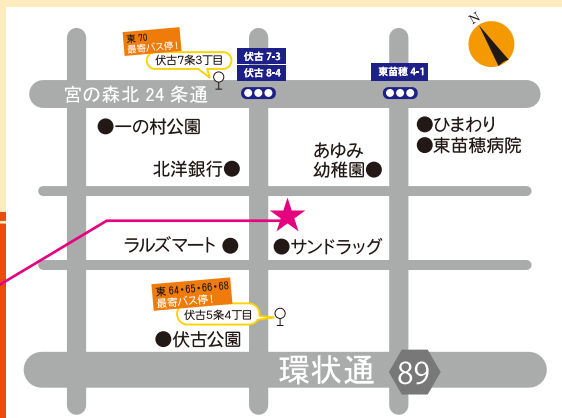 N
東 70
最寄バス停!
伏古7条3丁目
伏古 7-3
伏古 8-4
東苗穂 4-1
宮の森北 24 条通
●一の村公園
●ひまわり
●東苗穂病院
北洋銀行●
あゆみ
幼稚園●
ラルズマート ●
●サンドラッグ
東 64・65・66・68
最寄バス停!
伏古5条4丁目
●伏古公園
環状通 89